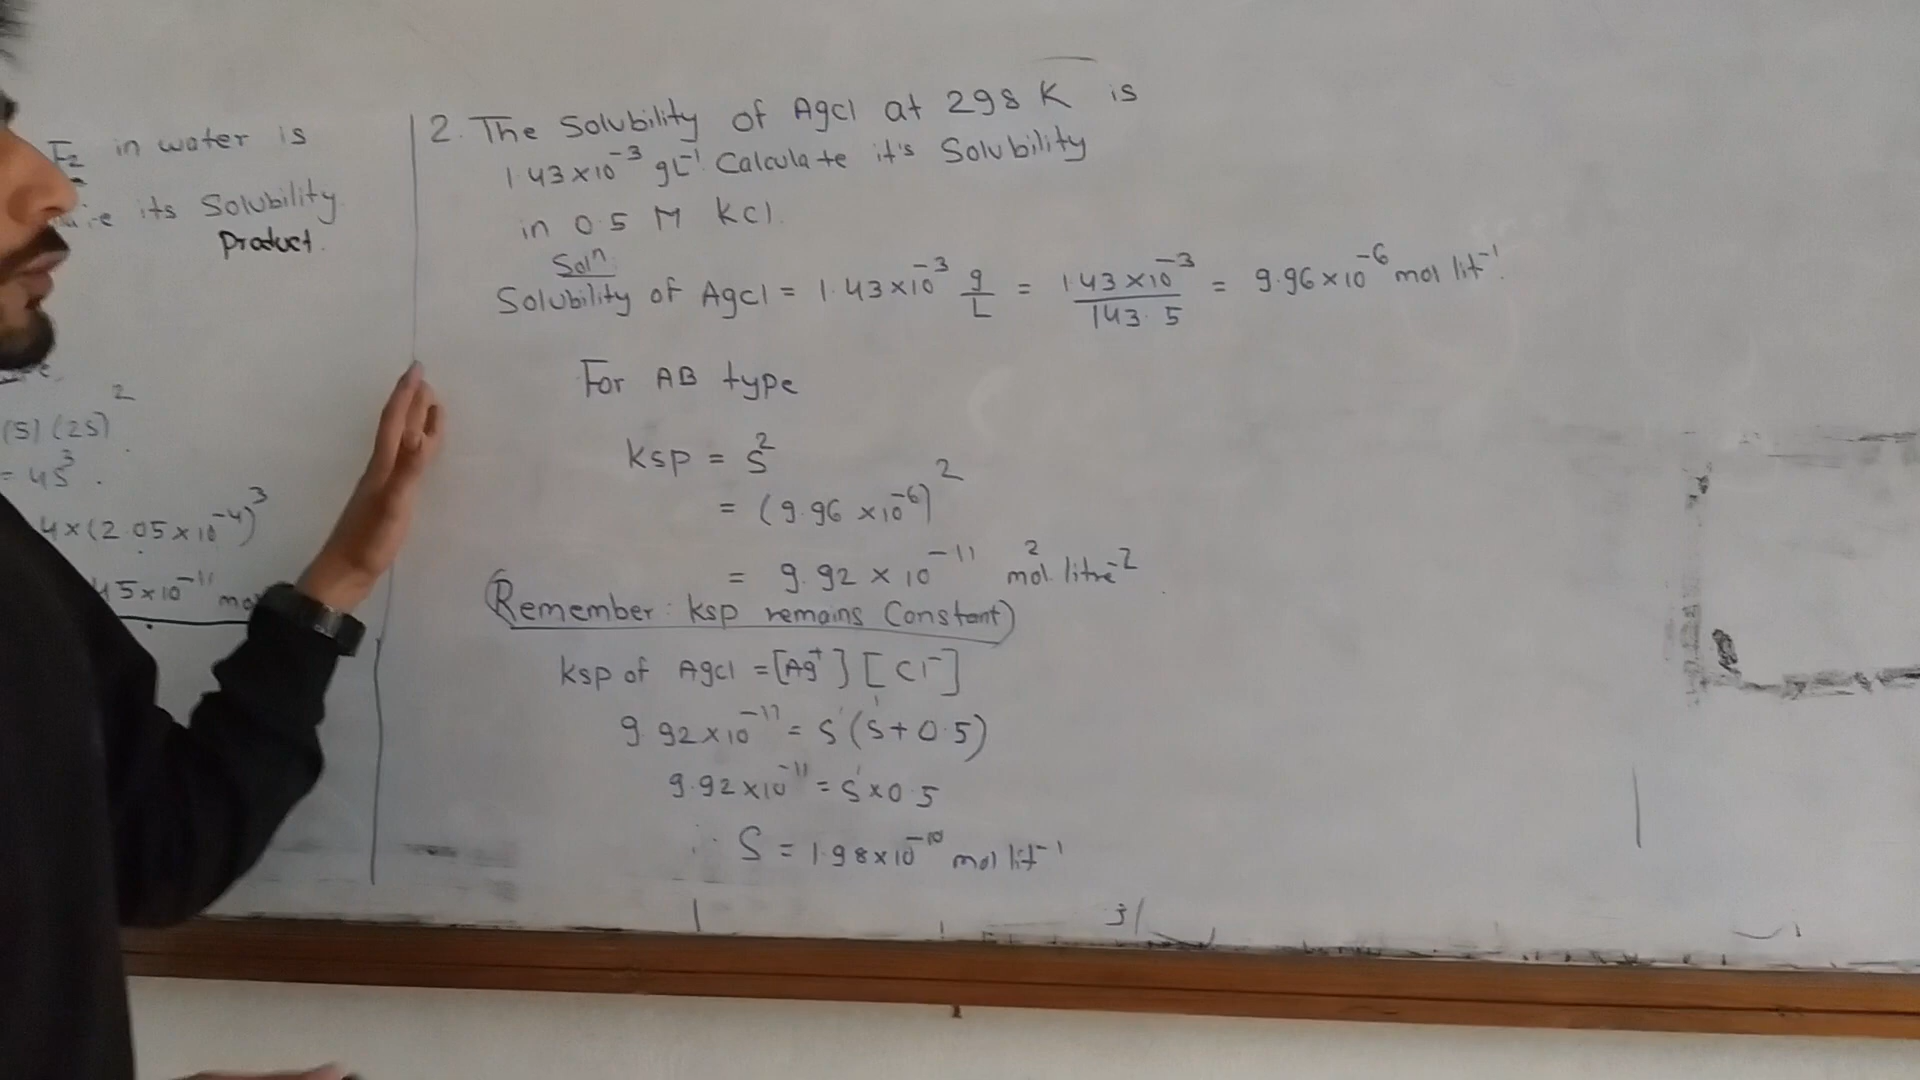 F₂ in water is
its Solubility
Product.
2
(S) (2S)
= 4S³.
4×(2.05×10⁻⁴)³
45×10⁻¹¹ mo
2. The Solubility of AgCl at 298 K is
1.43×10⁻³ gL⁻¹. Calculate it's Solubility
in 0.5 M KCl.
Solⁿ
Solubility of AgCl = 1.43×10⁻³ g/L = 1.43×10⁻³/143.5 = 9.96×10⁻⁶ mol lit⁻¹.
For AB type
Ksp = S²
= (9.96×10⁻⁶)²
= 9.92×10⁻¹¹ mol² litre⁻²
(Remember: Ksp remains Constant)
Ksp of AgCl = [Ag⁺] [Cl⁻]
9.92×10⁻¹¹ = S'(S'+0.5)
9.92×10⁻¹¹ = S'×0.5
∴ S = 1.98×10⁻¹⁰ mol lit⁻¹